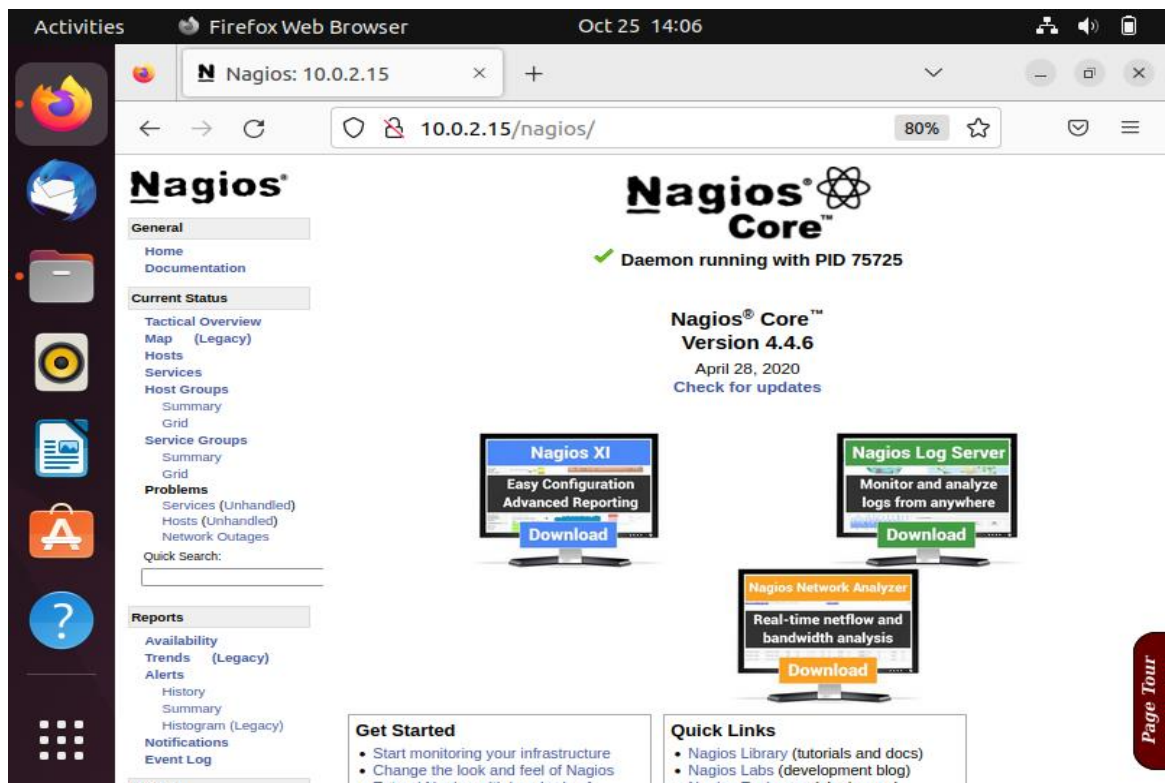 Activities
Firefox Web Browser
Oct 25 14:06
Nagios: 10.0.2.15
10.0.2.15/nagios/
80%
Nagios®
General
Home
Documentation
Current Status
Tactical Overview
Map (Legacy)
Hosts
Services
Host Groups
Summary
Grid
Service Groups
Summary
Grid
Problems
Services (Unhandled)
Hosts (Unhandled)
Network Outages
Quick Search:
Reports
Availability
Trends (Legacy)
Alerts
History
Summary
Histogram (Legacy)
Notifications
Event Log
Nagios®
Core™
Daemon running with PID 75725
Nagios® Core™
Version 4.4.6
April 28, 2020
Check for updates
Nagios XI
Easy Configuration
Advanced Reporting
Download
Nagios Log Server
Monitor and analyze
logs from anywhere
Download
Nagios Network Analyzer
Real-time netflow and
bandwidth analysis
Download
Page Tour
Get Started
Start monitoring your infrastructure
Change the look and feel of Nagios
Quick Links
Nagios Library (tutorials and docs)
Nagios Labs (development blog)